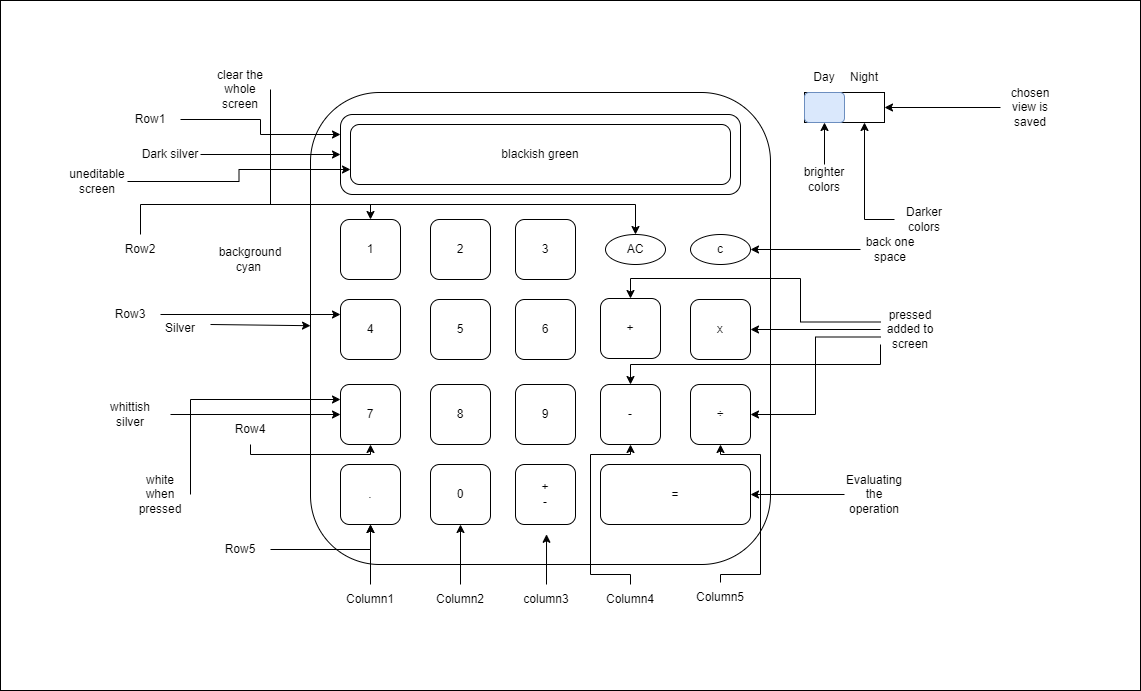 Day Night
clear the
whole
screen
chosen
view is
saved
Row1
Dark silver
blackish green
uneditable
screen
brighter
colors
Darker
colors
Row2
background
cyan
1 2 3 AC c
back one
space
Row3
Silver
4 5 6 + x
pressed
added to
screen
whittish
silver
7 8 9 - ÷
Row4
white
when
pressed
. 0 +
-
=
Evaluating
the
operation
Row5
Column1 Column2 column3 Column4 Column5